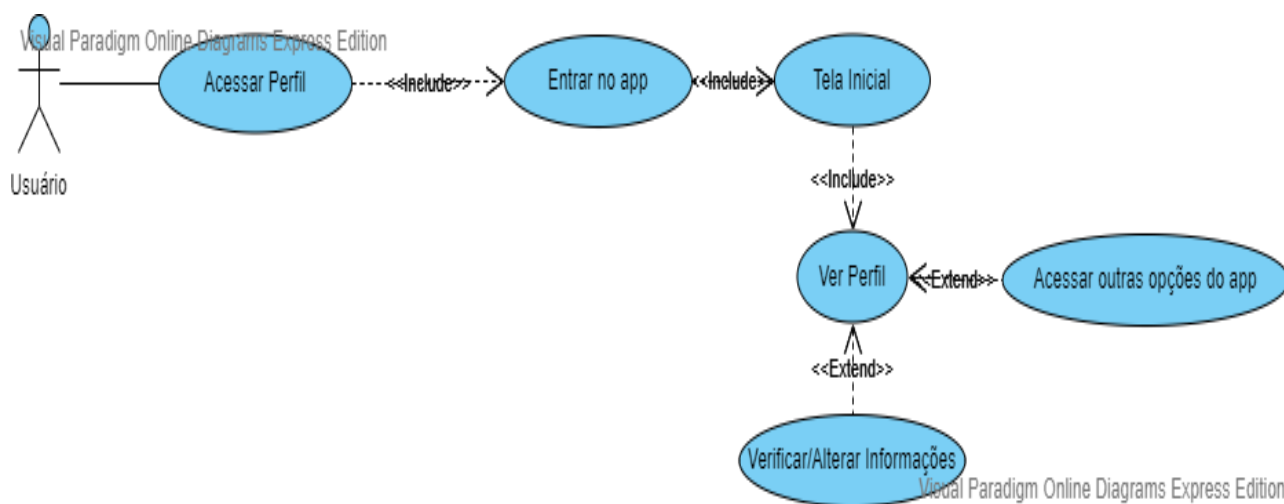 Visual Paradigm Online Diagrams Express Edition
Acessar Perfil
<<Include>>
Entrar no app
<<Include>>
Tela Inicial
Usuário
<<Include>>
Ver Perfil
<<Extend>>
Acessar outras opções do app
<<Extend>>
Verificar/Alterar Informações
Visual Paradigm Online Diagrams Express Edition